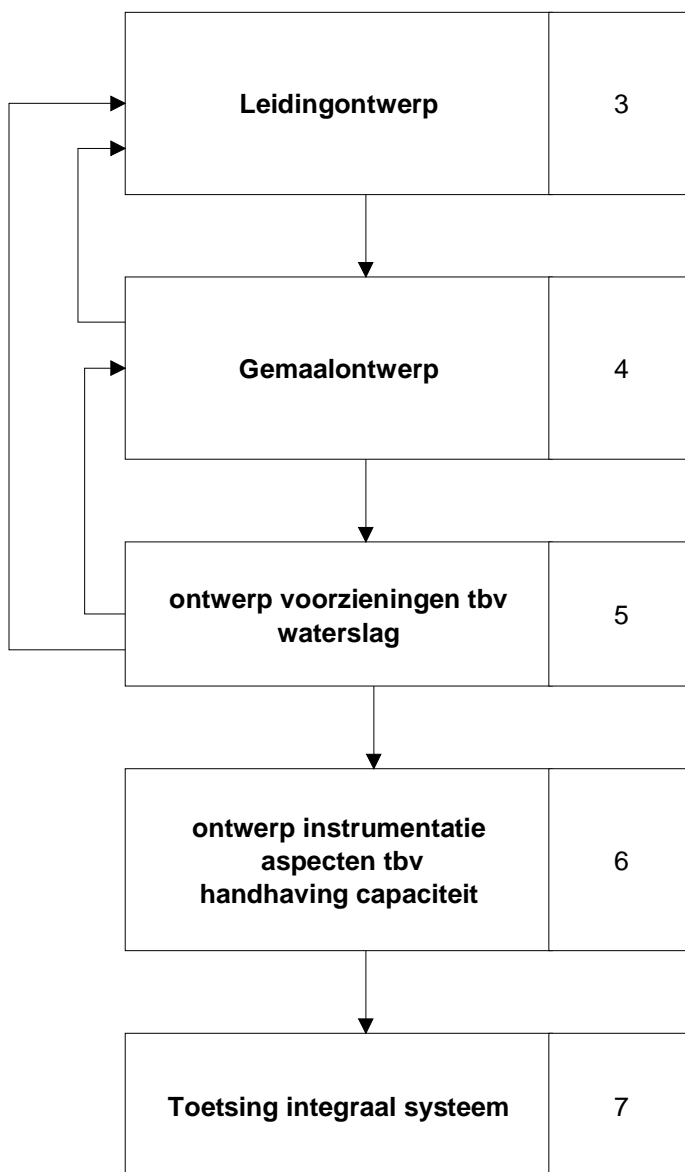 Leidingontwerp 3
Gemaalontwerp 4
ontwerp voorzieningen tbv
waterslag
5
ontwerp instrumentatie
aspecten tbv
handhaving capaciteit
6
Toetsing integraal systeem 7